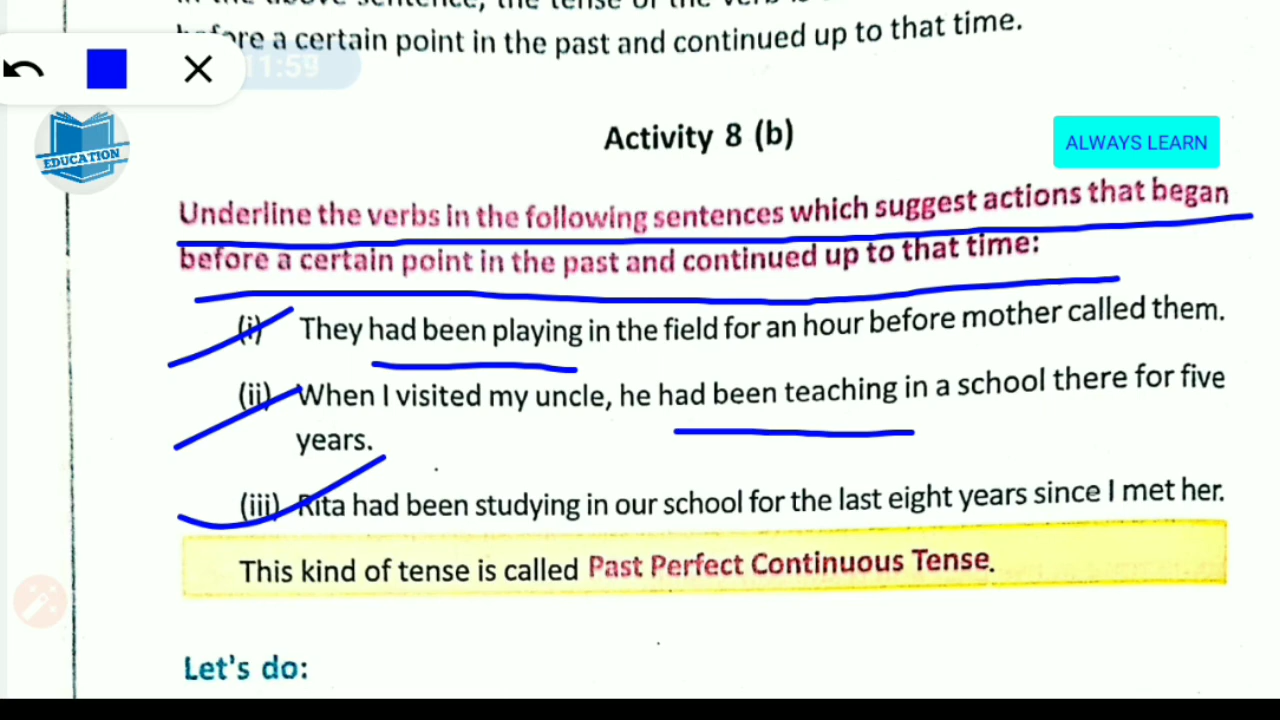 before a certain point in the past and continued up to that time.
11:59
Activity 8 (b)
ALWAYS LEARN
EDUCATION
Underline the verbs in the following sentences which suggest actions that began
before a certain point in the past and continued up to that time:
(i) They had been playing in the field for an hour before mother called them.
(ii) When I visited my uncle, he had been teaching in a school there for five
years.
(iii) Rita had been studying in our school for the last eight years since I met her.
This kind of tense is called Past Perfect Continuous Tense.
Let's do: